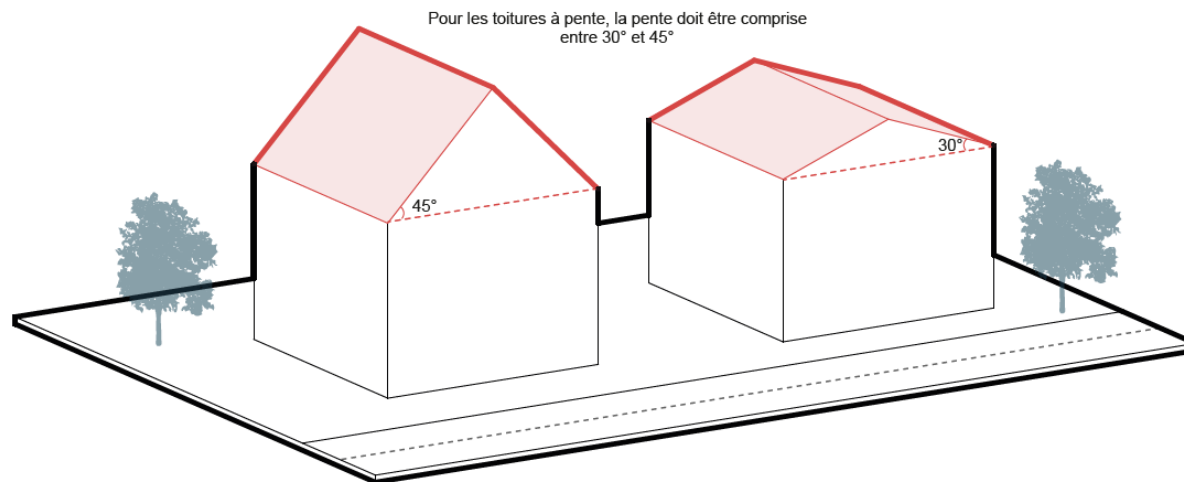 Pour les toitures à pente, la pente doit être comprise
entre 30° et 45°
45°
30°